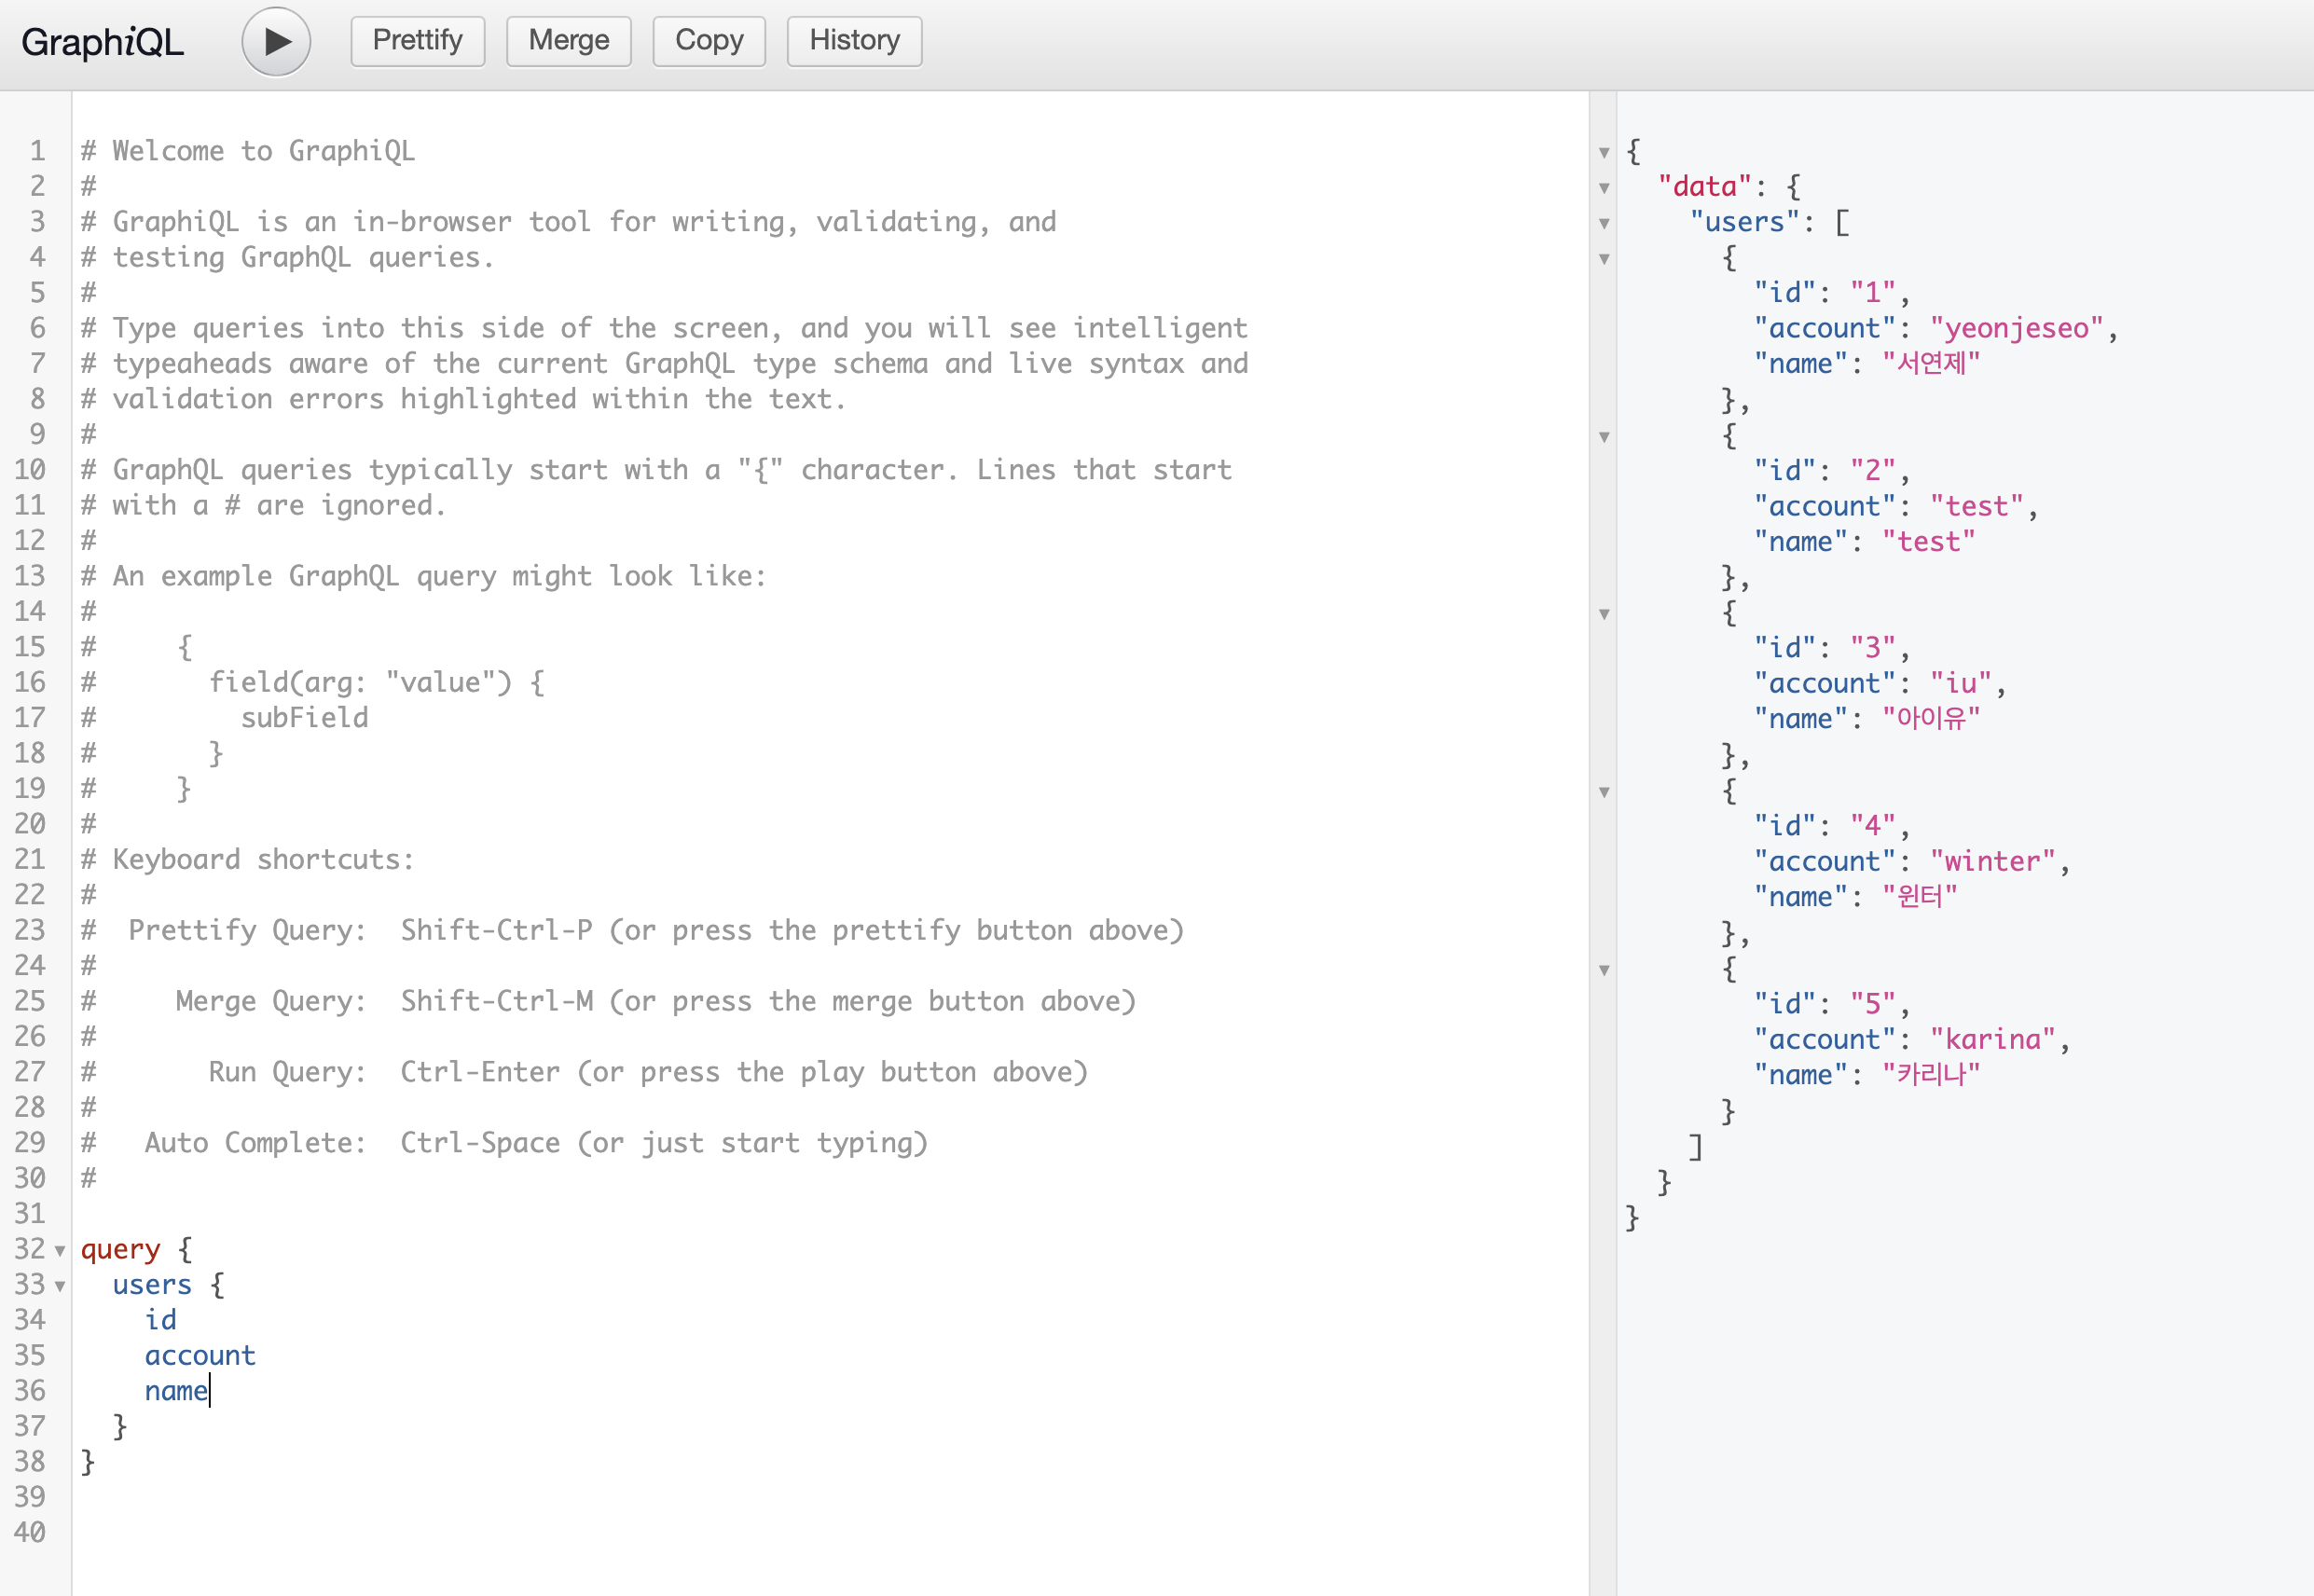 GraphiQL
Prettify
Merge
Copy
History
1 # Welcome to GraphiQL
2 #
3 # GraphiQL is an in-browser tool for writing, validating, and
4 # testing GraphQL queries.
5 #
6 # Type queries into this side of the screen, and you will see intelligent
7 # typeaheads aware of the current GraphQL type schema and live syntax and
8 # validation errors highlighted within the text.
9 #
10 # GraphQL queries typically start with a "{" character. Lines that start
11 # with a # are ignored.
12 #
13 # An example GraphQL query might look like:
14 #
15 #     {
16 #       field(arg: "value") {
17 #         subField
18 #       }
19 #     }
20 #
21 # Keyboard shortcuts:
22 #
23 #  Prettify Query:  Shift-Ctrl-P (or press the prettify button above)
24 #
25 #     Merge Query:  Shift-Ctrl-M (or press the merge button above)
26 #
27 #       Run Query:  Ctrl-Enter (or press the play button above)
28 #
29 #   Auto Complete:  Ctrl-Space (or just start typing)
30 #
31
32 query {
33   users {
34     id
35     account
36     name
37   }
38 }
39
40
{
  "data": {
    "users": [
      {
        "id": "1",
        "account": "yeonjeseo",
        "name": "서연제"
      },
      {
        "id": "2",
        "account": "test",
        "name": "test"
      },
      {
        "id": "3",
        "account": "iu",
        "name": "아이유"
      },
      {
        "id": "4",
        "account": "winter",
        "name": "윈터"
      },
      {
        "id": "5",
        "account": "karina",
        "name": "카리나"
      }
    ]
  }
}